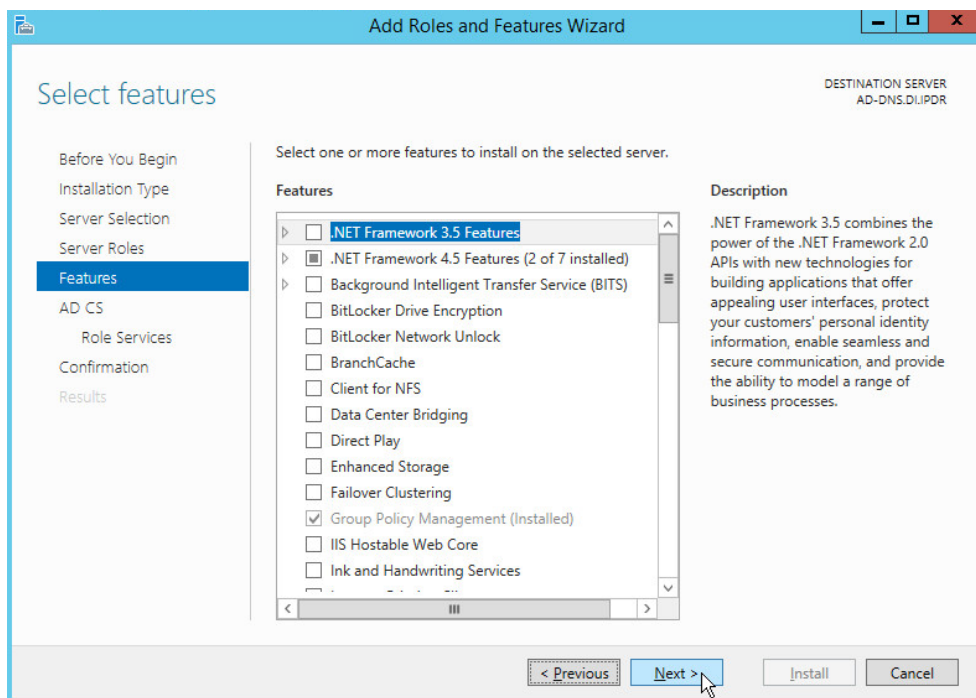 Add Roles and Features Wizard
Select features
DESTINATION SERVER
AD-DNS.DI.IPDR
Before You Begin
Installation Type
Server Selection
Server Roles
Features
AD CS
Role Services
Confirmation
Results
Select one or more features to install on the selected server.
Features
.NET Framework 3.5 Features
.NET Framework 4.5 Features (2 of 7 installed)
Background Intelligent Transfer Service (BITS)
BitLocker Drive Encryption
BitLocker Network Unlock
BranchCache
Client for NFS
Data Center Bridging
Direct Play
Enhanced Storage
Failover Clustering
Group Policy Management (Installed)
IIS Hostable Web Core
Ink and Handwriting Services
Description
.NET Framework 3.5 combines the
power of the .NET Framework 2.0
APIs with new technologies for
building applications that offer
appealing user interfaces, protect
your customers' personal identity
information, enable seamless and
secure communication, and provide
the ability to model a range of
business processes.
< Previous
Next >
Install
Cancel